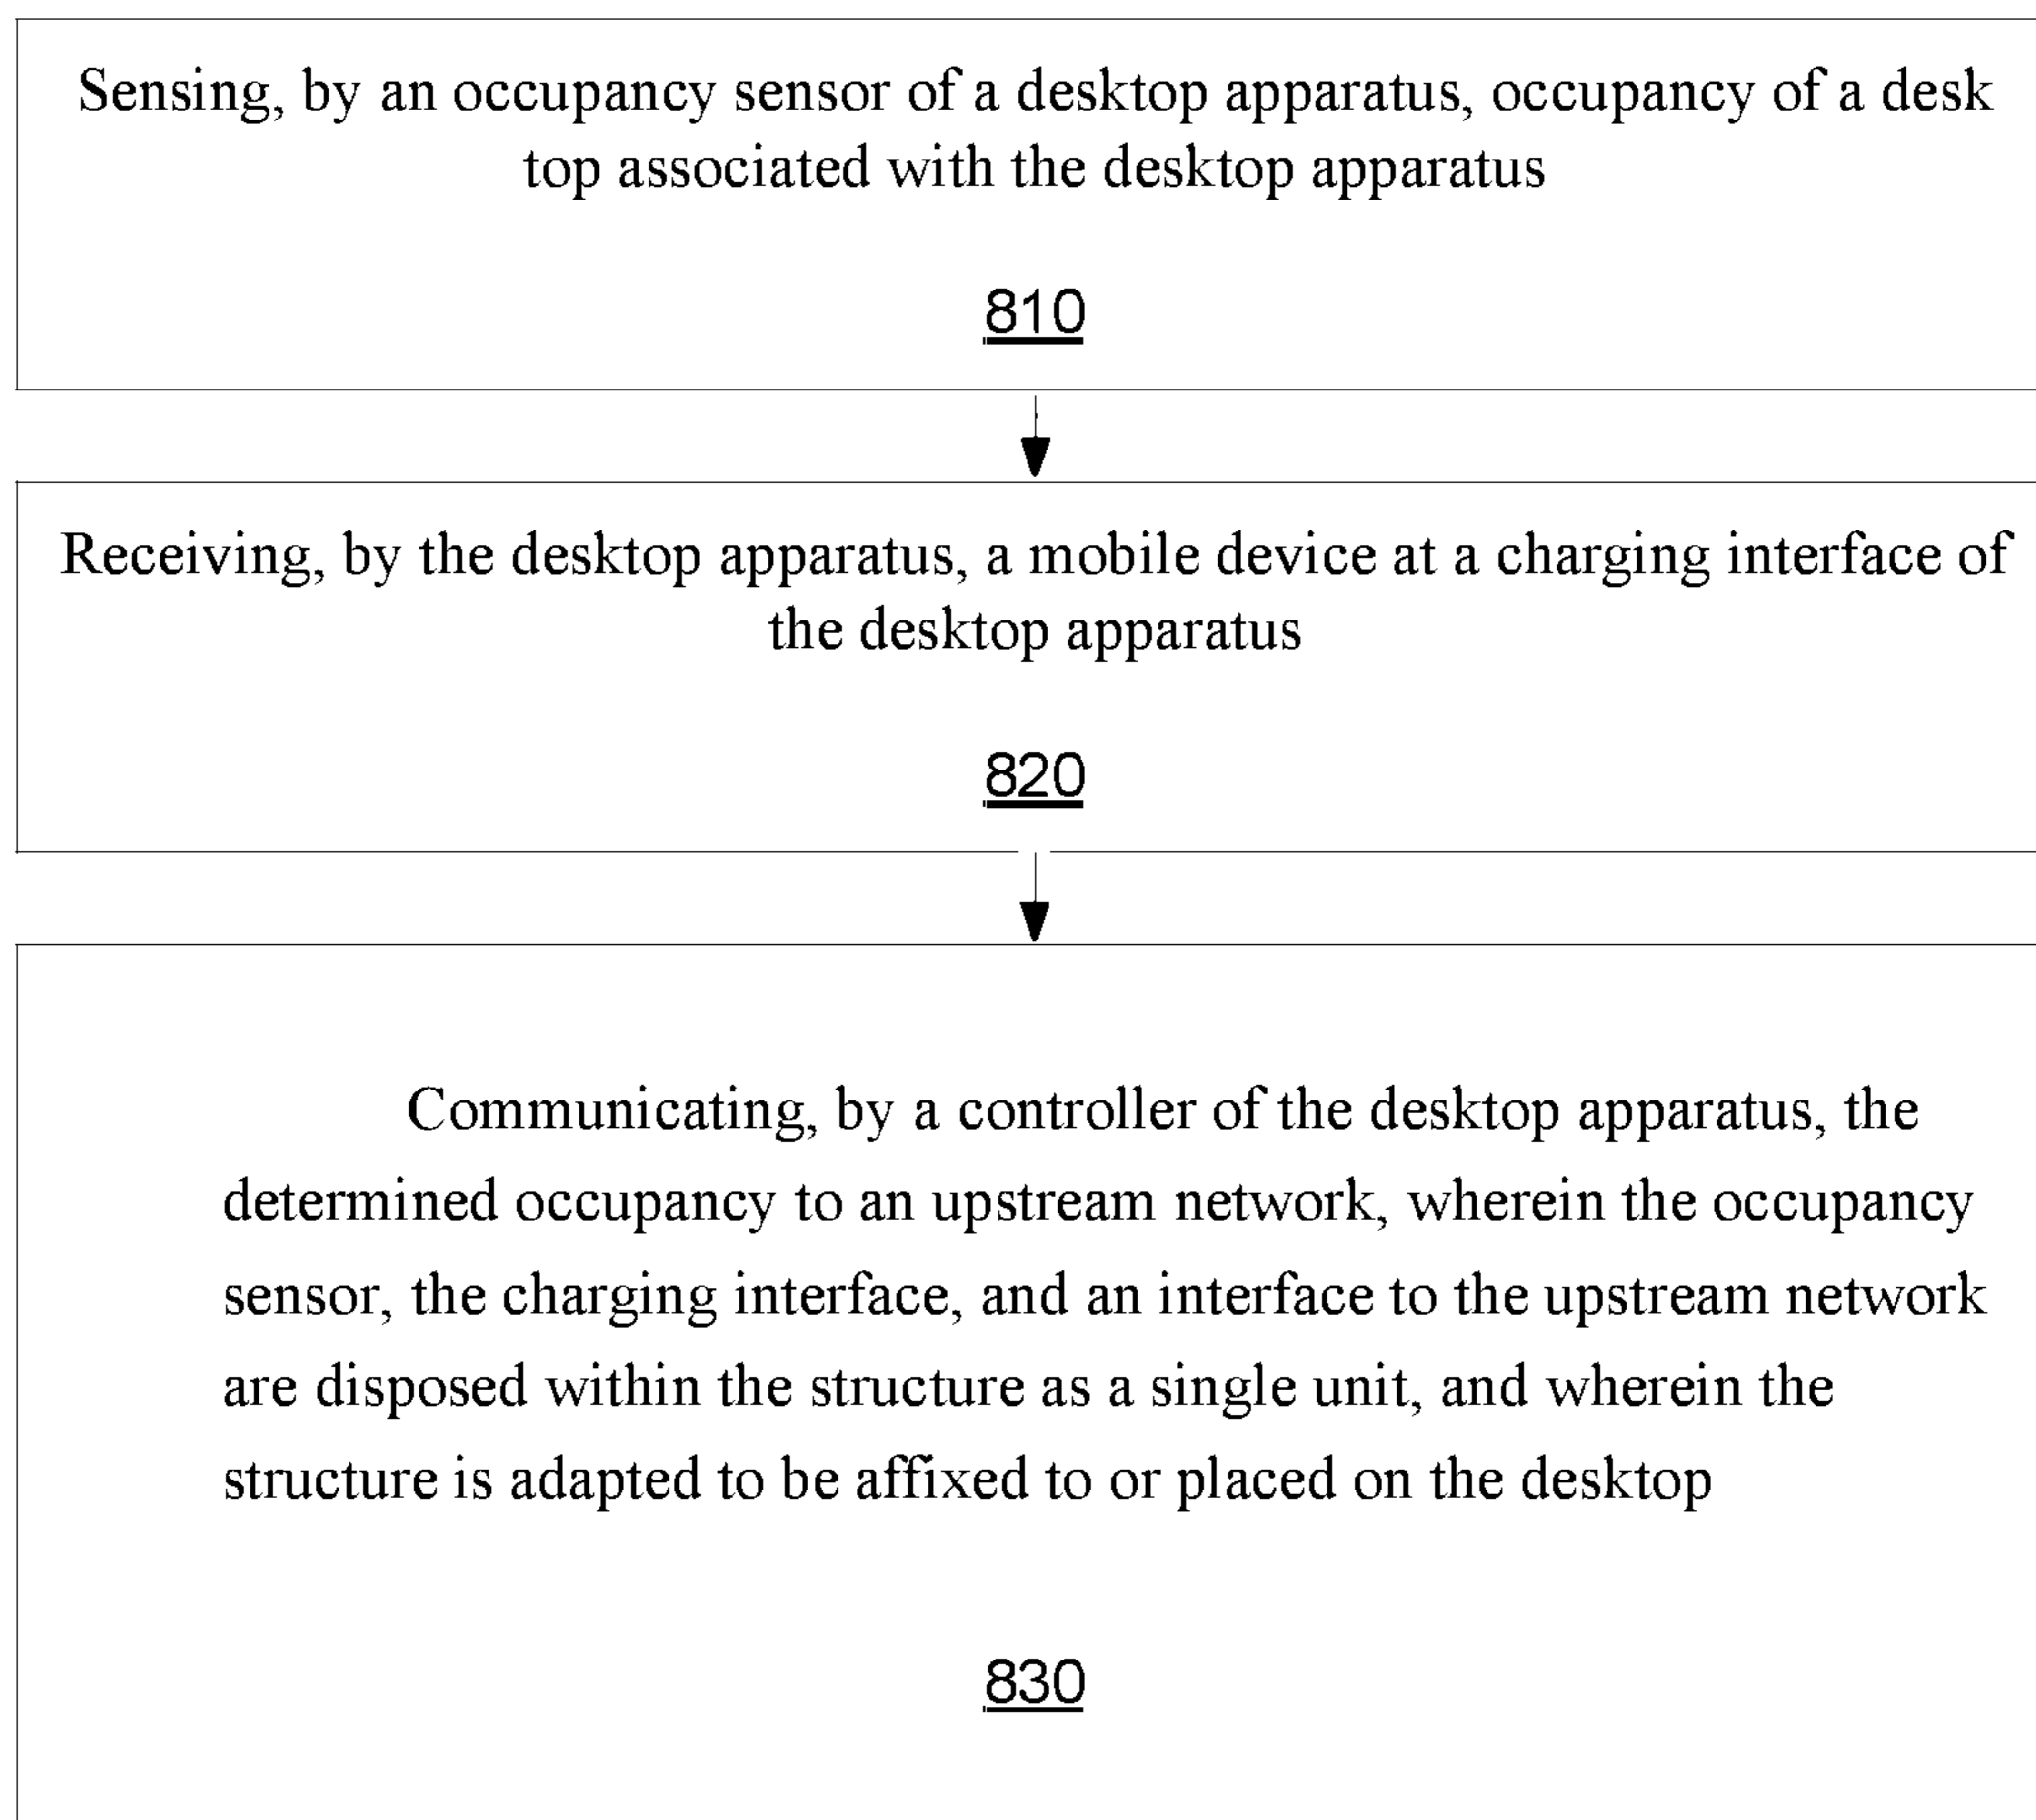 Sensing, by an occupancy sensor of a desktop apparatus, occupancy of a desk
top associated with the desktop apparatus
810
Receiving, by the desktop apparatus, a mobile device at a charging interface of
the desktop apparatus
820
Communicating, by a controller of the desktop apparatus, the
determined occupancy to an upstream network, wherein the occupancy
sensor, the charging interface, and an interface to the upstream network
are disposed within the structure as a single unit, and wherein the
structure is adapted to be affixed to or placed on the desktop
830